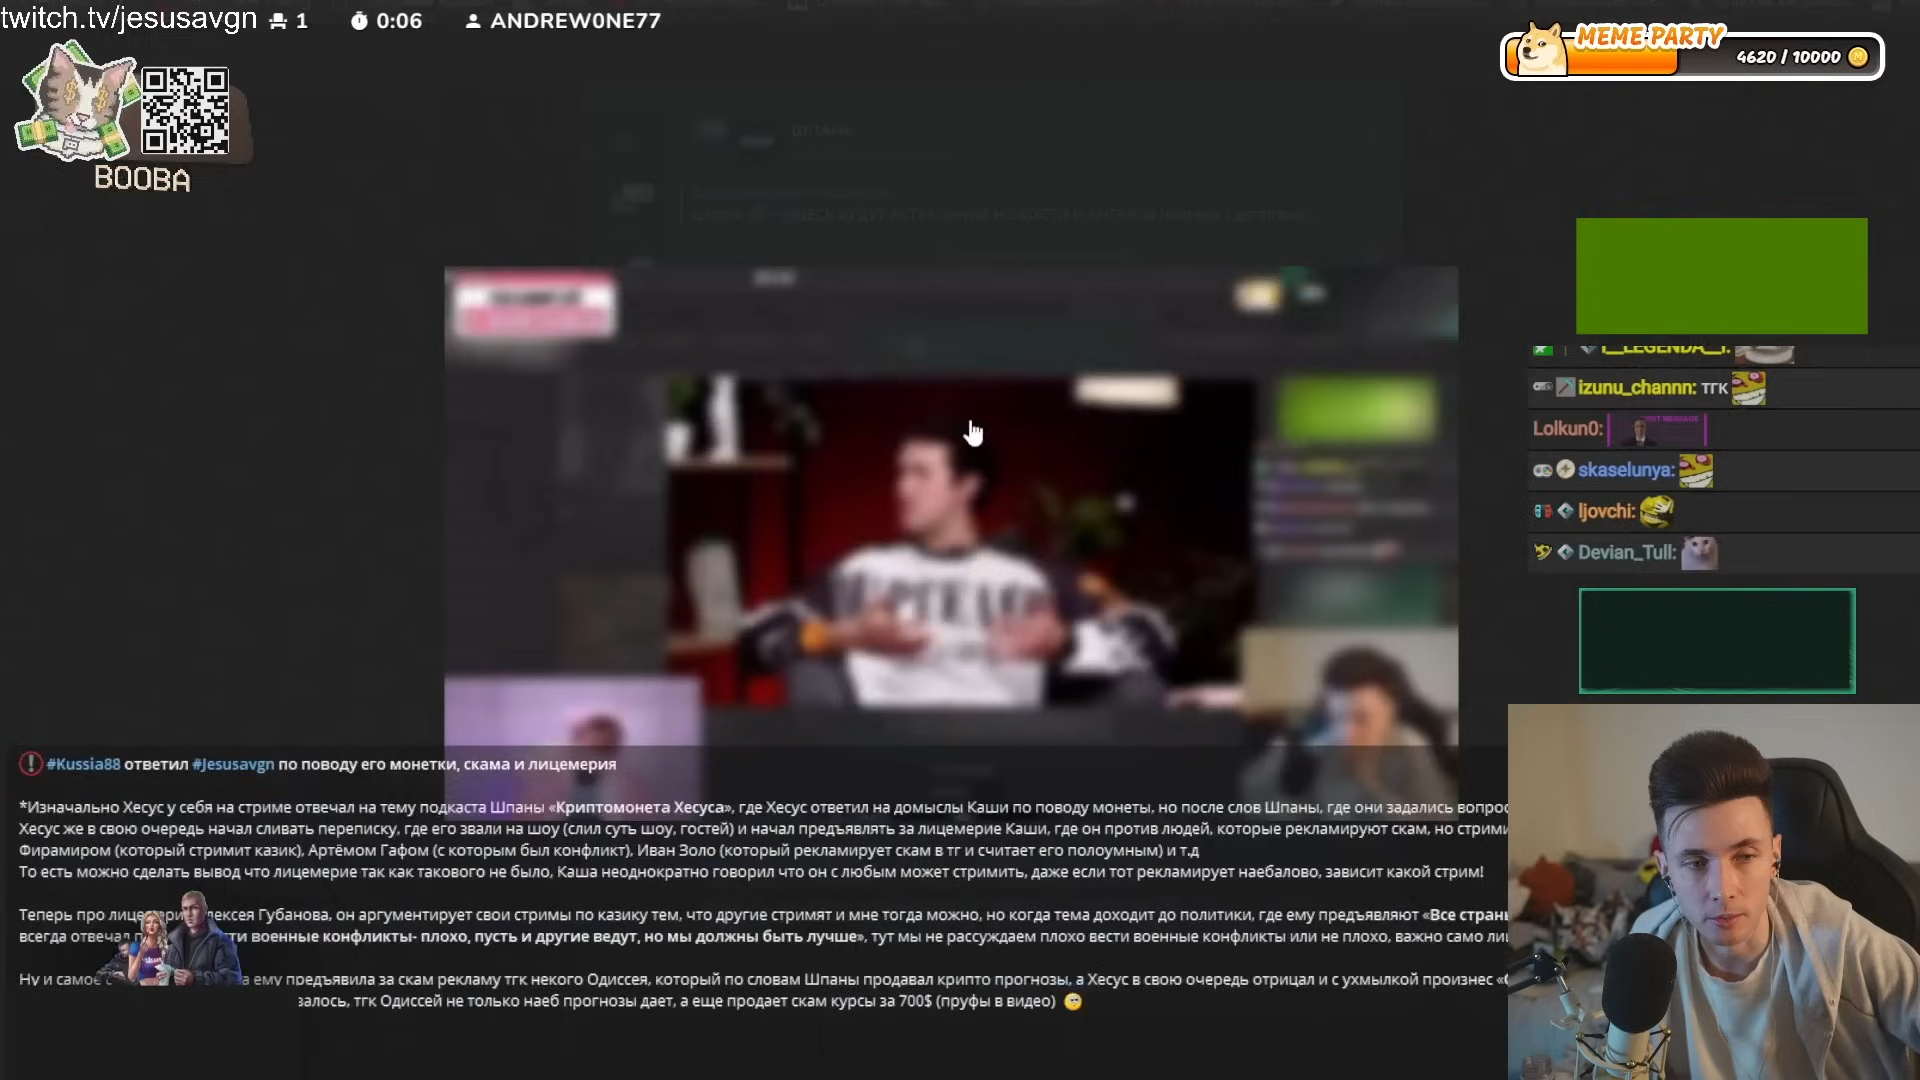 twitch.tv/jesusavgn 1 0:06 ANDREW0NE77
MEME PARTY
4620 / 10000
BOOBA
izunu_channn: тгк
Lolkun0:
skaselunya:
ljovchi:
Devian_Tull:
#Kussia88 ответил #Jesusavgn по поводу его монетки, скама и лицемерия
*Изначально Хесус у себя на стриме отвечал на тему подкаста Шпаны «Криптомонета Хесуса», где Хесус ответил на домыслы Каши по поводу монеты, но после слов Шпаны, где они задались
Хесус же в свою очередь начал сливать переписку, где его звали на шоу (слил суть шоу, гостей) и начал предъявлять за лицемерие Каши, где он против людей, которые рекламируют скам, но
Фирамиром (который стримит казик), Артёмом Гафом (с которым был конфликт), Иван Золо (который рекламирует скам в тг и считает его полоумным) и т.д
То есть можно сделать вывод что лицемерие так как такового не было, Каша неоднократно говорил что он с любым может стримить, даже если тот рекламирует наебалово, зависит какой стрим!
Теперь про Губанова, он аргументирует свои стримы по казику тем, что другие стримят и мне тогда можно, но когда тема доходит до политики, где ему предъявляют «Все
всегда отвечал военные конфликты- плохо, пусть и другие ведут, но мы должны быть лучше», тут мы не рассуждаем плохо вести военные конфликты или не плохо, важно само
Ну и ему предъявила за скам рекламу тгк некого Одиссея, который по словам Шпаны продавал крипто прогнозы, а Хесус в свою очередь отрицал и с ухмылкой произнес
тгк Одиссей не только наеб прогнозы дает, а еще продает скам курсы за 700$ (пруфы в видео)